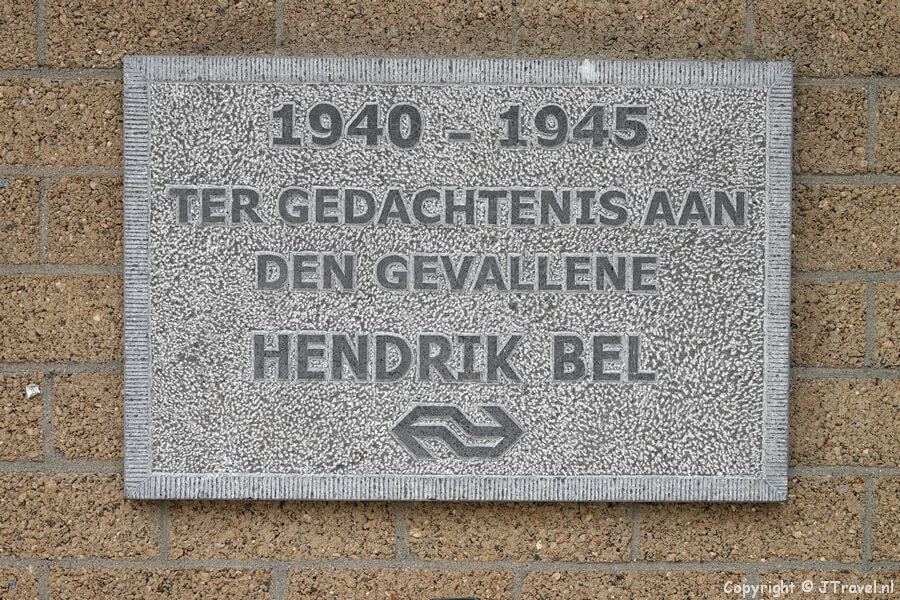 1940 – 1945
TER GEDACHTENIS AAN
DEN GEVALLENE
HENDRIK BEL
Copyright © JTravel.nl